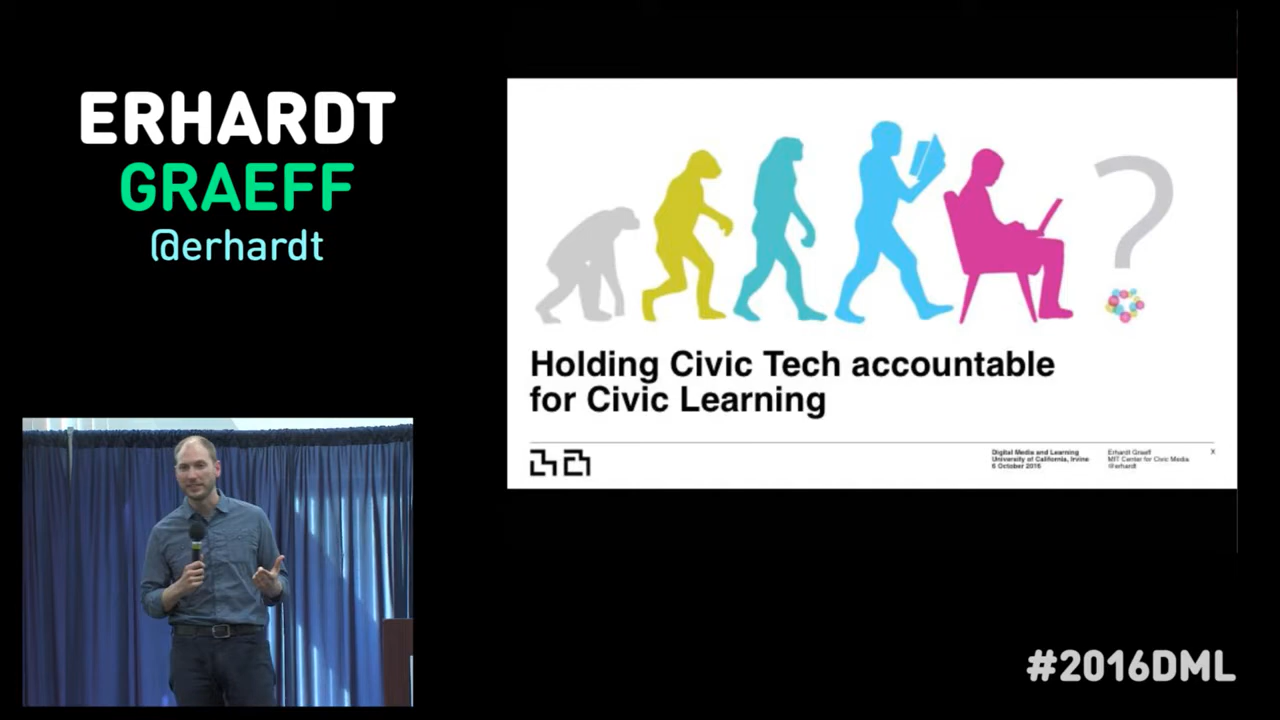 ERHARDT
GRAEFF
@erhardt
?
Holding Civic Tech accountable
for Civic Learning
Digital Media and Learning
University of California, Irvine
6 October 2016
Erhardt Graeff
MIT Center for Civic Media
@erhardt
X
#2016DML